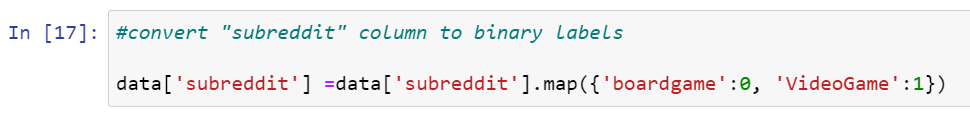 In [17]: #convert "subreddit" column to binary labels
data['subreddit'] =data['subreddit'].map({'boardgame':0, 'VideoGame':1})